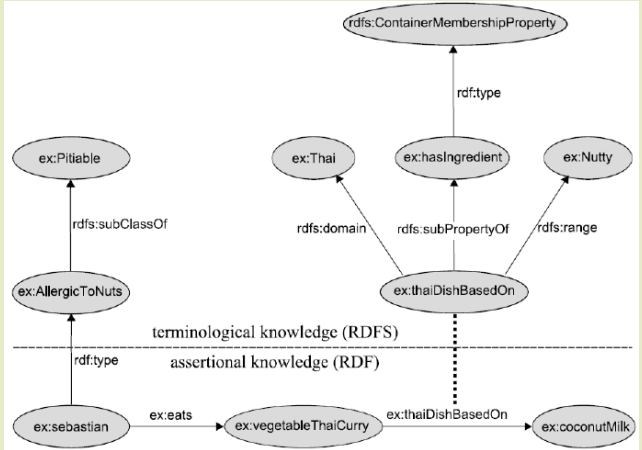 rdfs:ContainerMembershipProperty
rdf:type
ex:Pitiable
ex:Thai
ex:hasIngredient
ex:Nutty
rdfs:subClassOf
rdfs:domain
rdfs:subPropertyOf
rdfs:range
ex:AllergicToNuts
ex:thaiDishBasedOn
terminological knowledge (RDFS)
rdf:type
assertional knowledge (RDF)
ex:eats
ex:thaiDishBasedOn
ex:sebastian
ex:vegetableThaiCurry
ex:coconutMilk